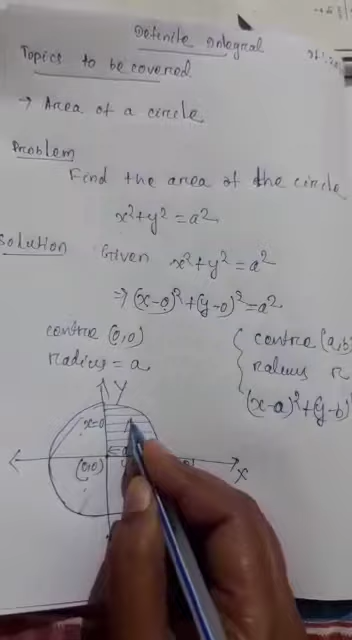 Definite Integral
Topics to be covered
→ Area of a circle
Problem
Find the area of the circle
x²+y²=a²
Solution Given x²+y²=a²
⇒ (x-0)²+(y-0)²=a²
centre (0,0)
radius = a
centre (a,b)
radius r
(x-a)²+(y-b)
Y
x=0
(0,0)
X